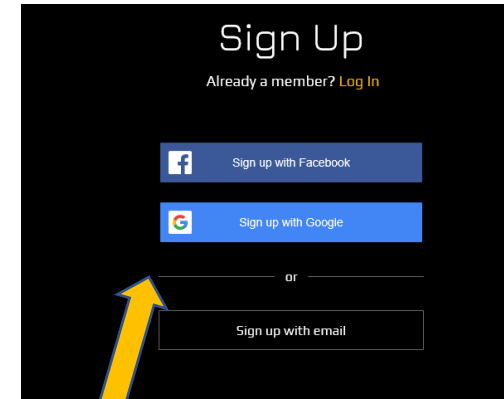 Sign Up
Already a member? Log In
Sign up with Facebook
Sign up with Google
or
Sign up with email